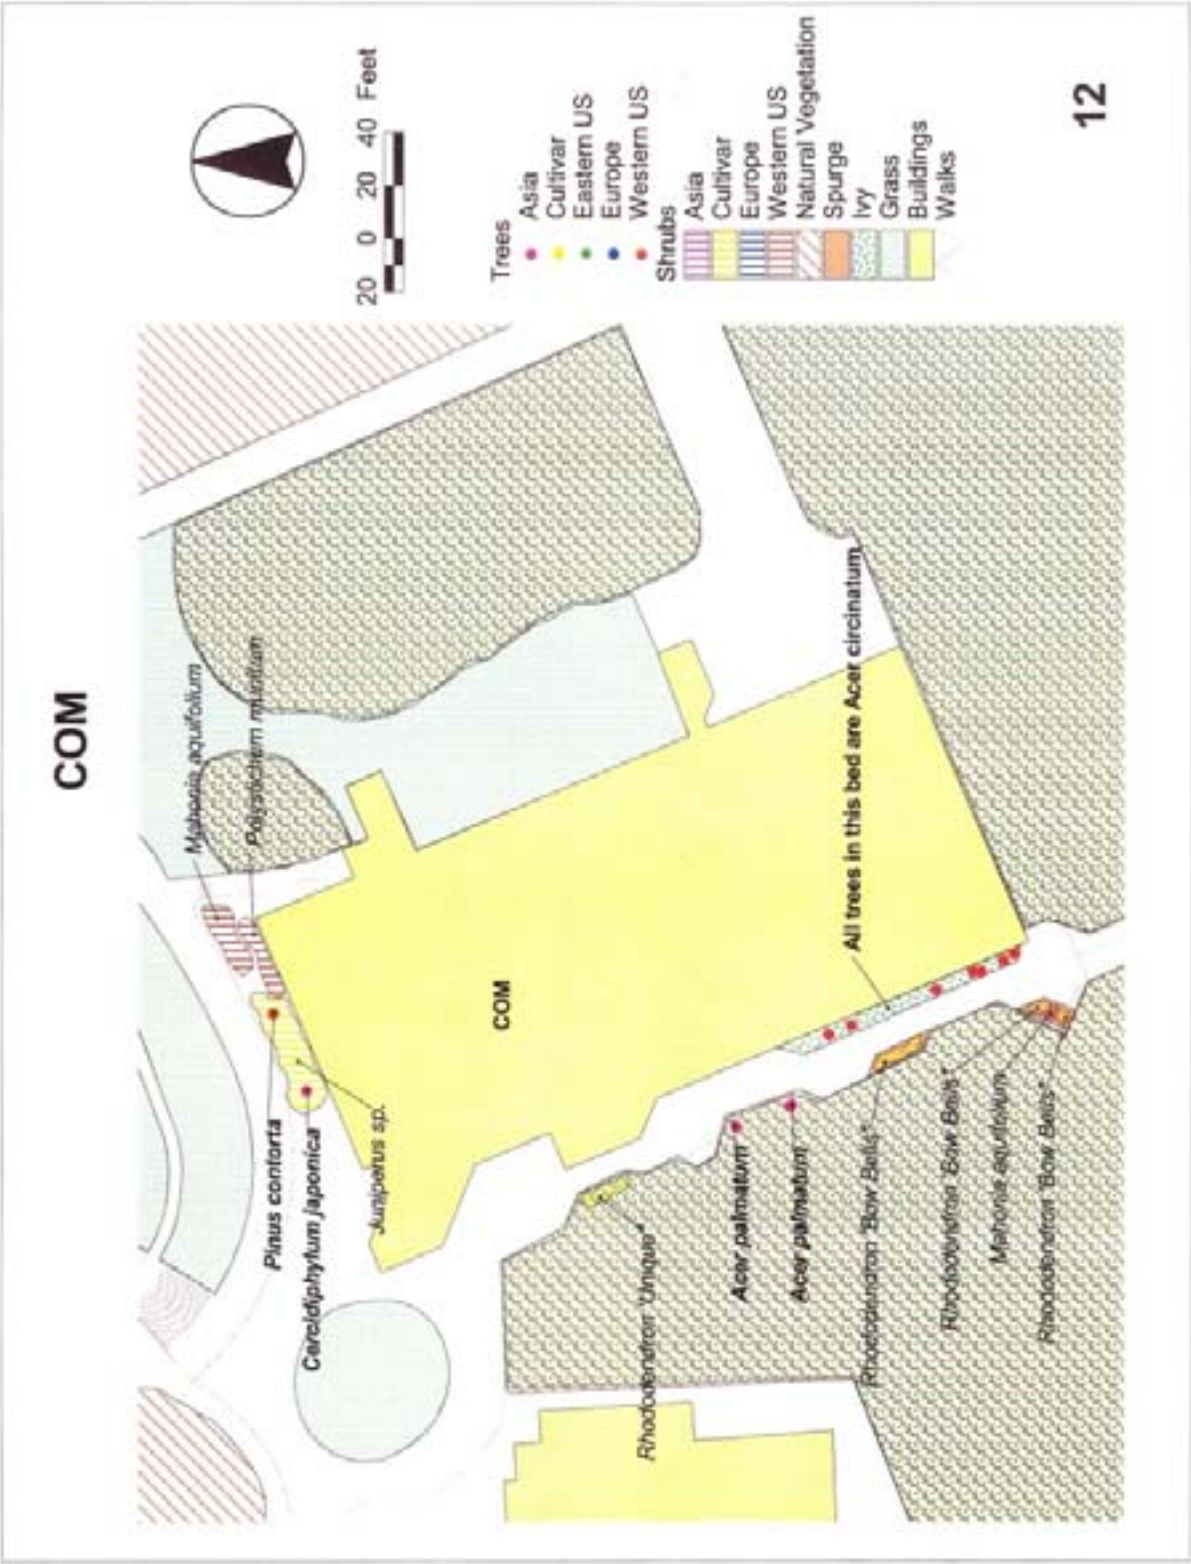 COM
20 0 20 40 Feet
Trees
Asia
Cultivar
Eastern US
Europe
Western US
Shrubs
Asia
Cultivar
Europe
Western US
Natural Vegetation
Spurge
Ivy
Grass
Buildings
Walks
12
Mahonia aquifolium
Polystichem munitum
COM
Pinus contorta
Juniperus sp.
Carcidiphyfum japonica
All trees in this bed are Acer circinatum
Rhododendron "Unique"
Acer palmatum
Acer palmatum
Rhododendron "Bow Bells"
Rhododendron "Bow Bells"
Mahonia aquifolium
Rhododendron "Bow Bells"